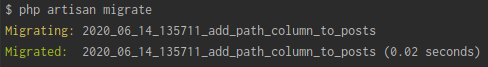 $ php artisan migrate
Migrating: 2020_06_14_135711_add_path_column_to_posts
Migrated:  2020_06_14_135711_add_path_column_to_posts (0.02 seconds)